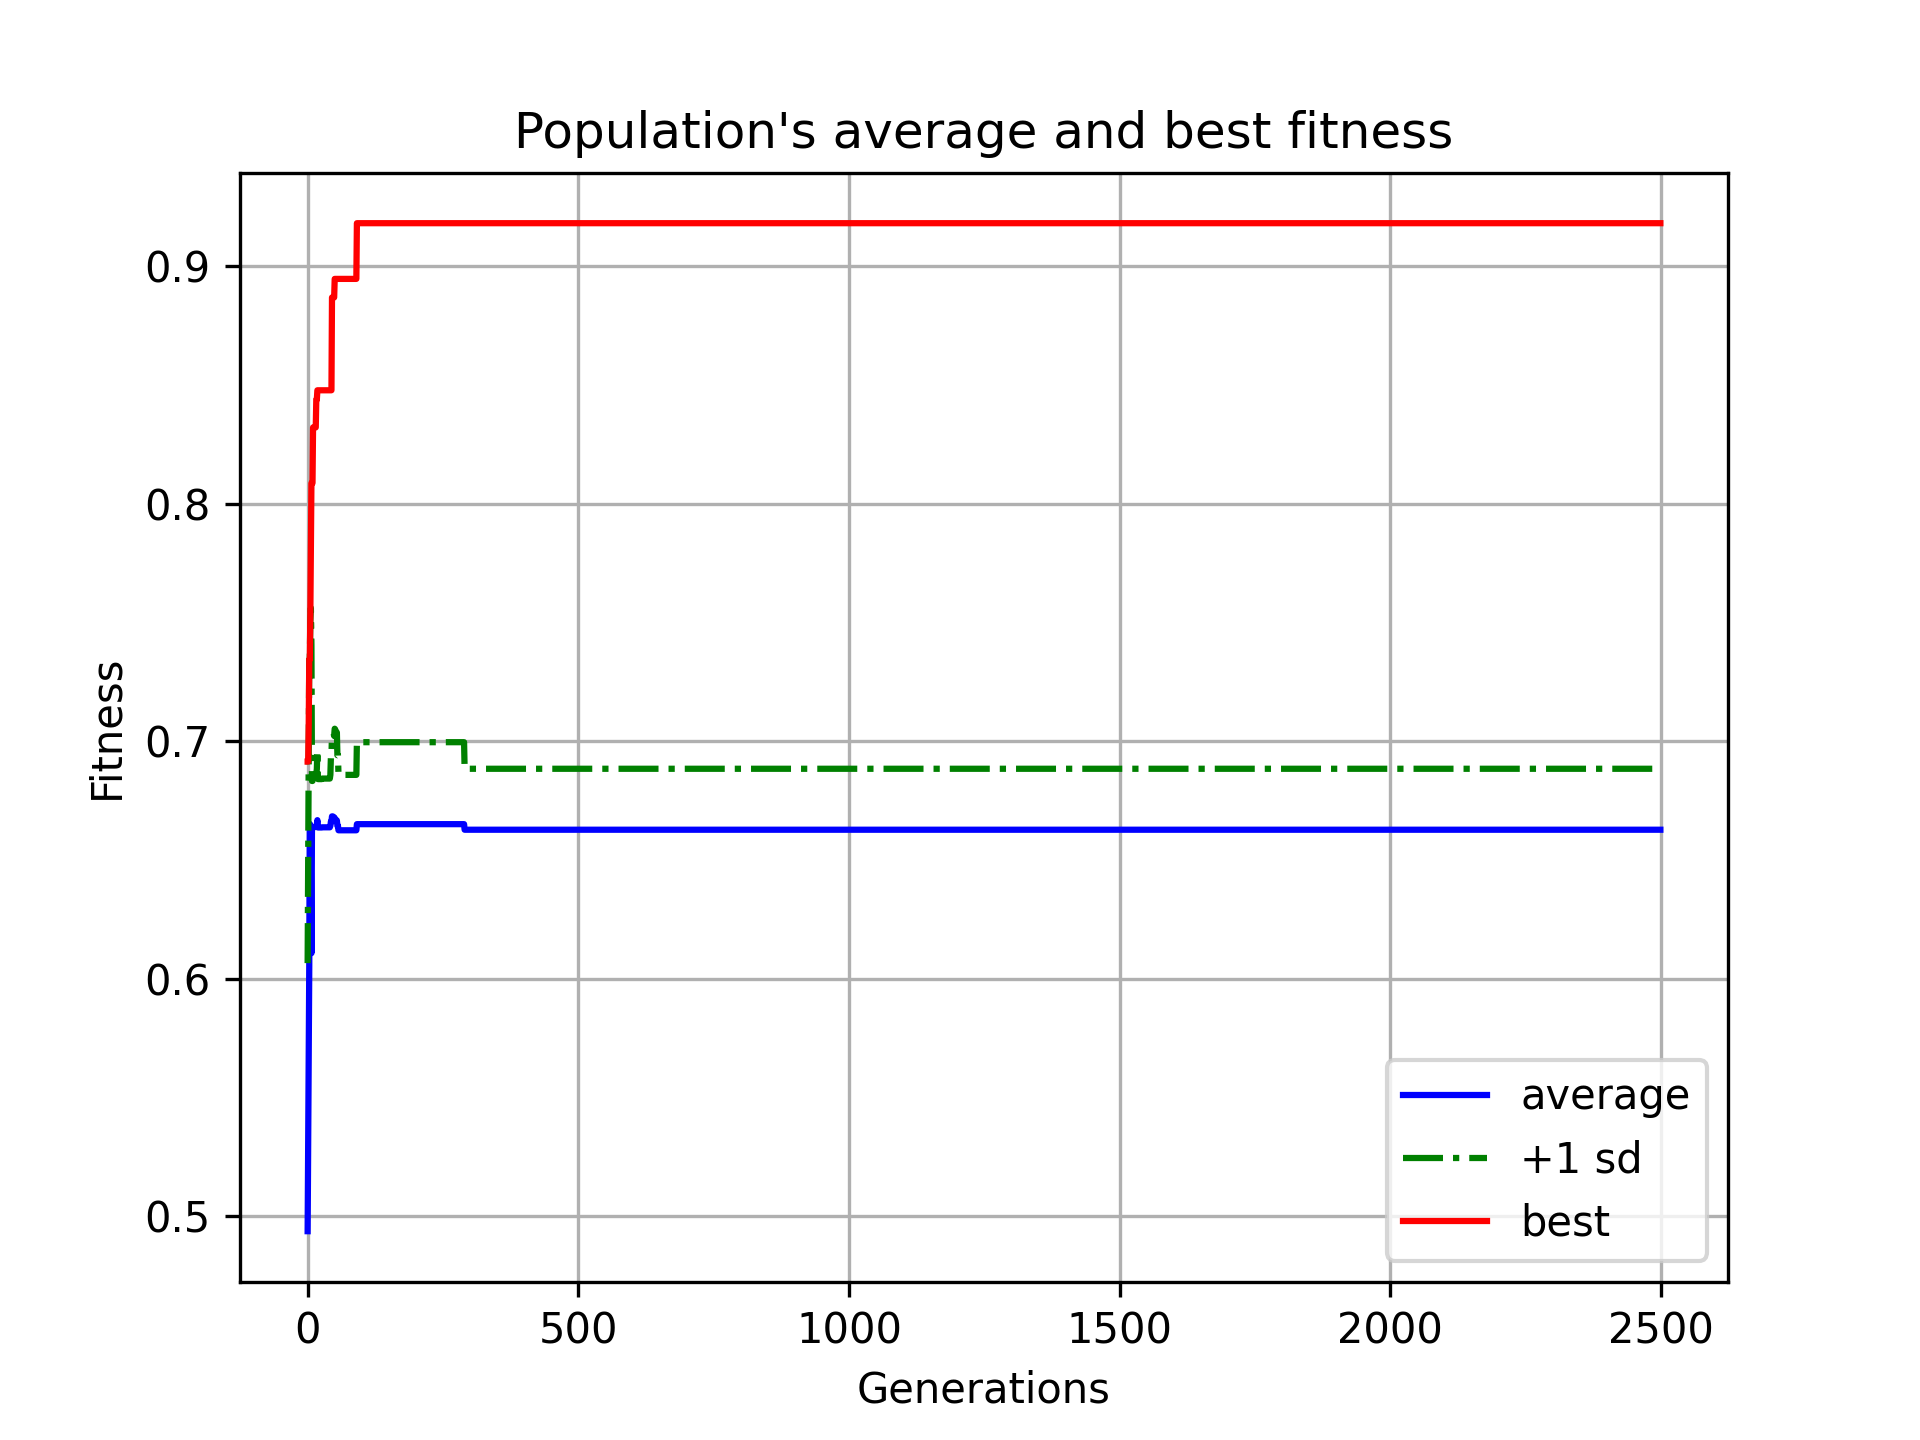 Population's average and best fitness
0.9
0.8
0.7
0.6
0.5
Fitness
0 500 1000 1500 2000 2500
Generations
average
+1 sd
best